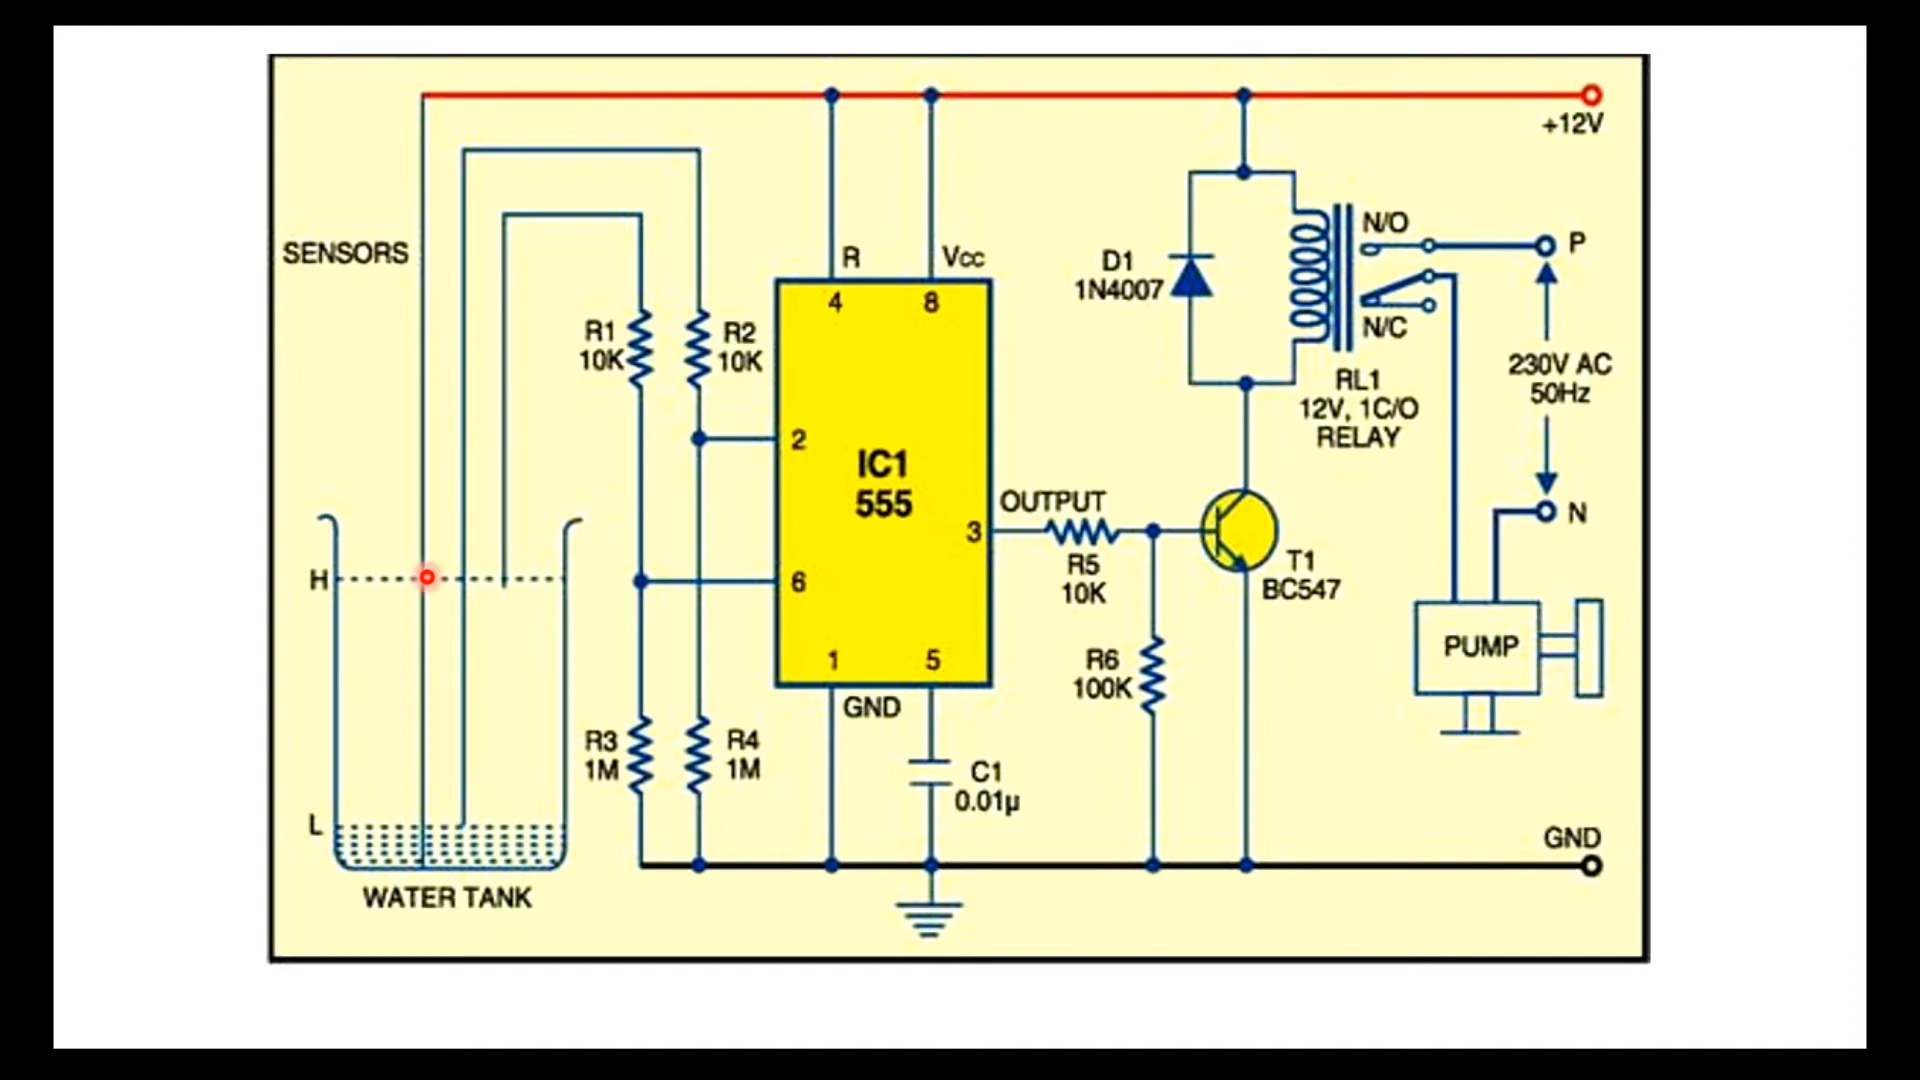 +12V
SENSORS
R
Vcc
4
8
D1
1N4007
N/O
P
N/C
R1
10K
R2
10K
230V AC
50Hz
RL1
12V, 1C/O
RELAY
2
IC1
555
OUTPUT
3
N
R5
10K
T1
BC547
H
6
1
5
GND
R6
100K
PUMP
R3
1M
R4
1M
C1
0.01µ
L
GND
WATER TANK